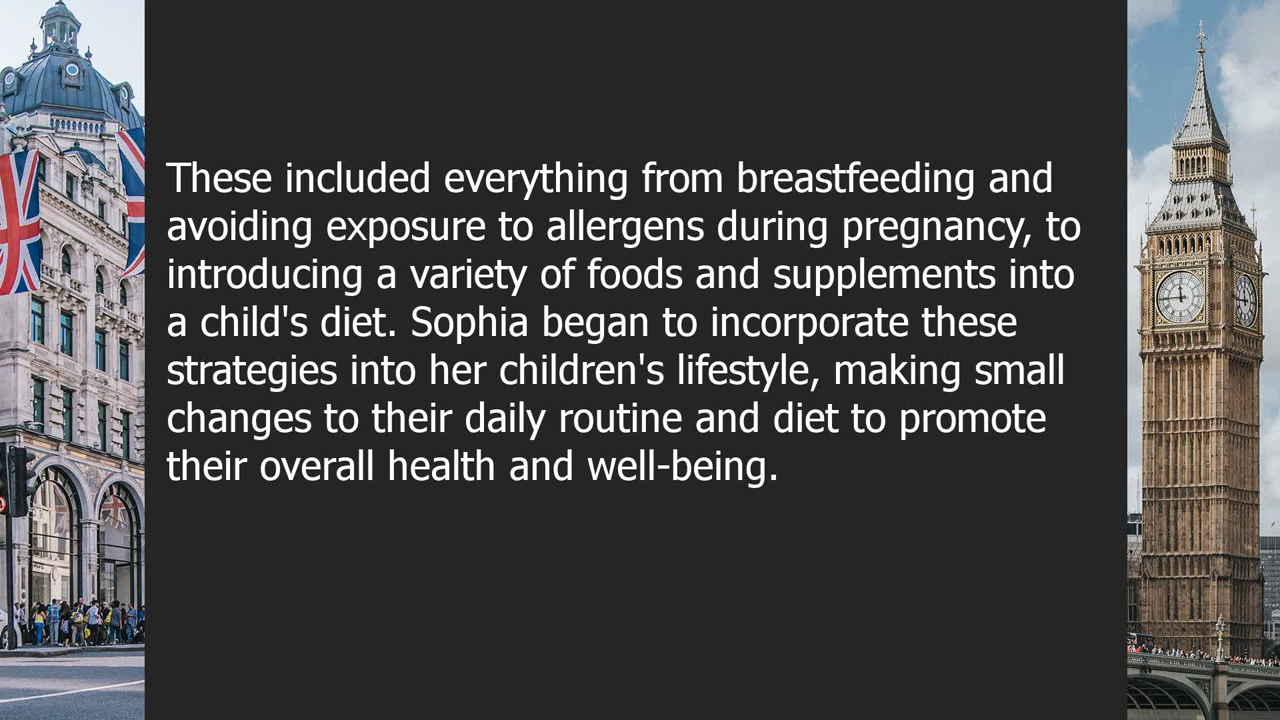 These included everything from breastfeeding and
avoiding exposure to allergens during pregnancy, to
introducing a variety of foods and supplements into
a child's diet. Sophia began to incorporate these
strategies into her children's lifestyle, making small
changes to their daily routine and diet to promote
their overall health and well-being.